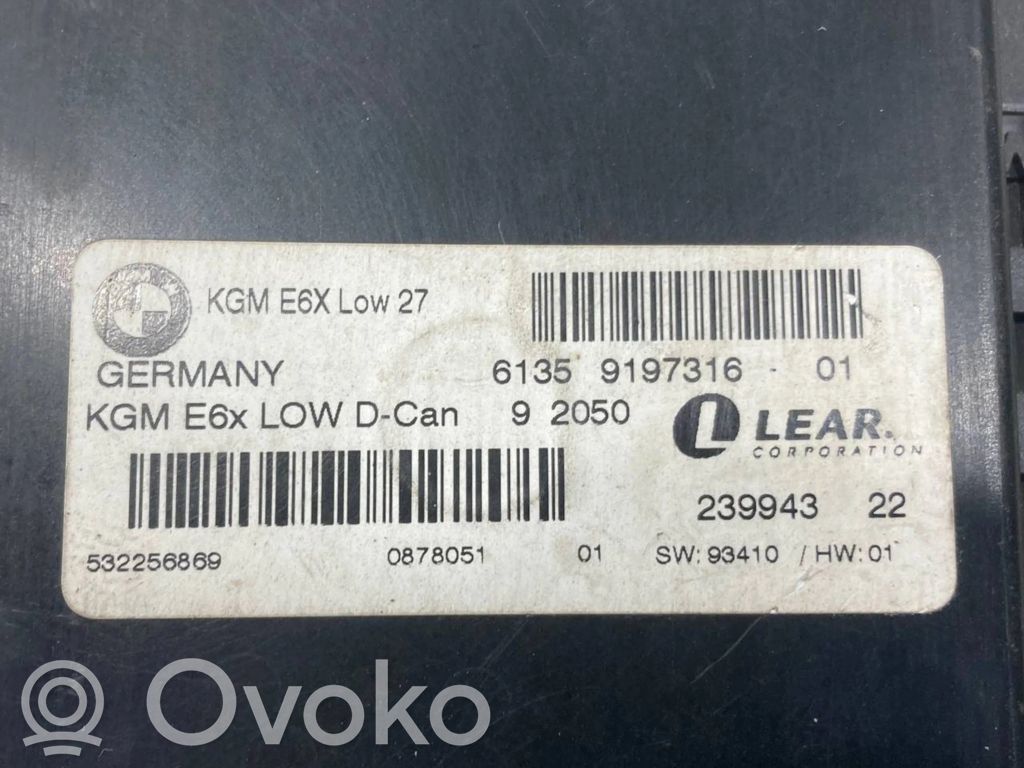 KGM E6X Low 27
GERMANY 6135 9197316 - 01
KGM E6x LOW D-Can 9 2050
LEAR.
CORPORATION
239943 22
532256869 0878051 01 SW: 93410 / HW: 01
Ovoko